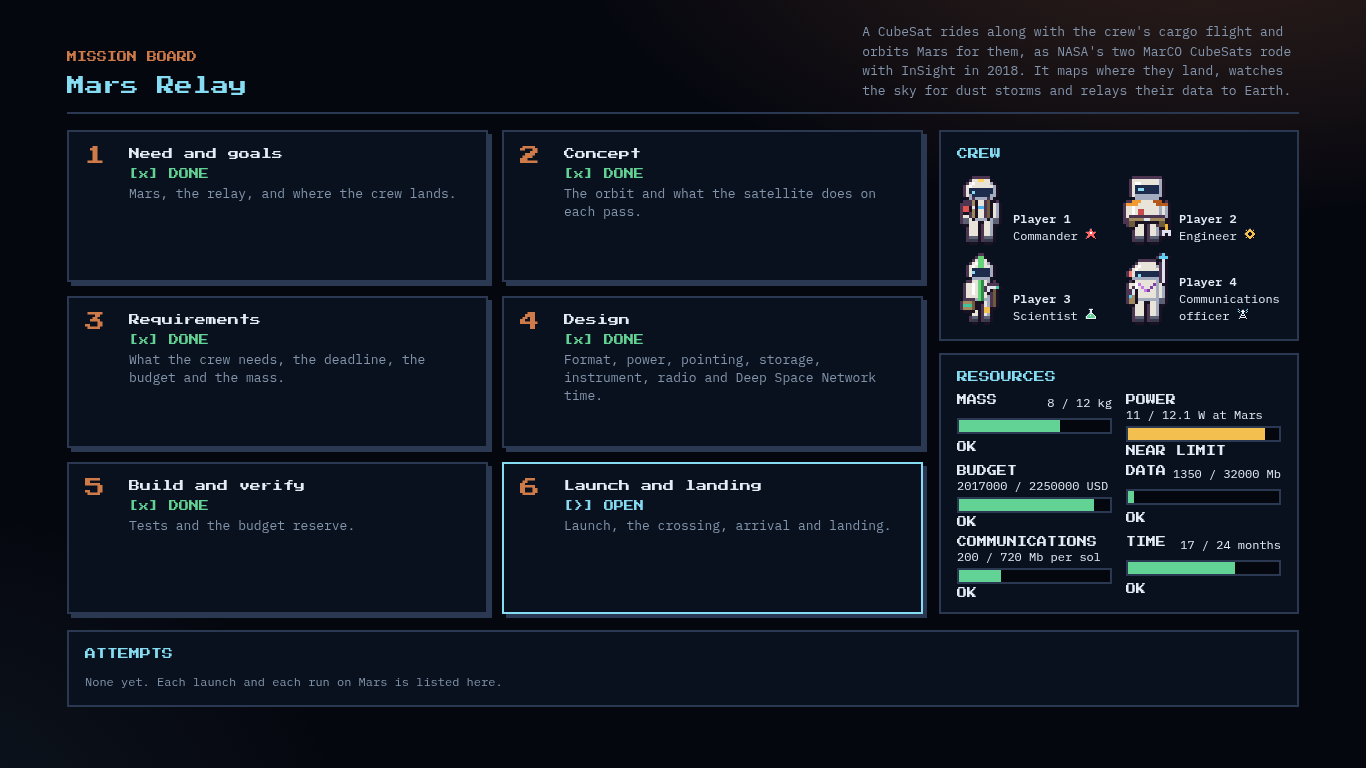 MISSION BOARD
Mars Relay
A CubeSat rides along with the crew's cargo flight and
orbits Mars for them, as NASA's two MarCO CubeSats rode
with InSight in 2018. It maps where they land, watches
the sky for dust storms and relays their data to Earth.
1 Need and goals
[x] DONE
Mars, the relay, and where the crew lands.
2 Concept
[x] DONE
The orbit and what the satellite does on
each pass.
3 Requirements
[x] DONE
What the crew needs, the deadline, the
budget and the mass.
4 Design
[x] DONE
Format, power, pointing, storage,
instrument, radio and Deep Space Network
time.
5 Build and verify
[x] DONE
Tests and the budget reserve.
6 Launch and landing
[>] OPEN
Launch, the crossing, arrival and landing.
CREW
Player 1
Commander
Player 2
Engineer
Player 3
Scientist
Player 4
Communications
officer
RESOURCES
MASS 8 / 12 kg
OK
POWER
11 / 12.1 W at Mars
NEAR LIMIT
BUDGET
2017000 / 2250000 USD
OK
DATA 1350 / 32000 Mb
OK
COMMUNICATIONS
200 / 720 Mb per sol
OK
TIME 17 / 24 months
OK
ATTEMPTS
None yet. Each launch and each run on Mars is listed here.